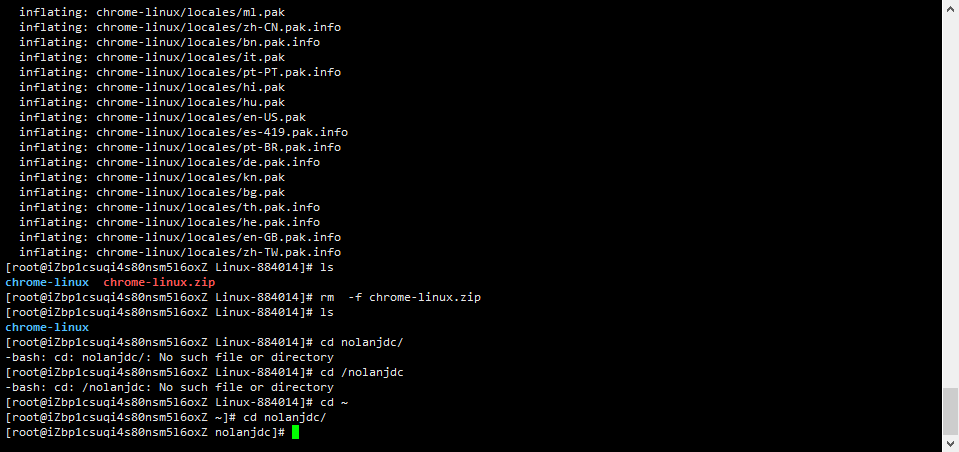 inflating: chrome-linux/locales/ml.pak
inflating: chrome-linux/locales/zh-CN.pak.info
inflating: chrome-linux/locales/bn.pak.info
inflating: chrome-linux/locales/it.pak
inflating: chrome-linux/locales/pt-PT.pak.info
inflating: chrome-linux/locales/hi.pak
inflating: chrome-linux/locales/hu.pak
inflating: chrome-linux/locales/en-US.pak
inflating: chrome-linux/locales/es-419.pak.info
inflating: chrome-linux/locales/pt-BR.pak.info
inflating: chrome-linux/locales/de.pak.info
inflating: chrome-linux/locales/kn.pak
inflating: chrome-linux/locales/bg.pak
inflating: chrome-linux/locales/th.pak.info
inflating: chrome-linux/locales/he.pak.info
inflating: chrome-linux/locales/en-GB.pak.info
inflating: chrome-linux/locales/zh-TW.pak.info
[root@iZbp1csuqi4s80nsm5l6oxZ Linux-884014]# ls
chrome-linux  chrome-linux.zip
[root@iZbp1csuqi4s80nsm5l6oxZ Linux-884014]# rm  -f chrome-linux.zip
[root@iZbp1csuqi4s80nsm5l6oxZ Linux-884014]# ls
chrome-linux
[root@iZbp1csuqi4s80nsm5l6oxZ Linux-884014]# cd nolanjdc/
-bash: cd: nolanjdc/: No such file or directory
[root@iZbp1csuqi4s80nsm5l6oxZ Linux-884014]# cd /nolanjdc
-bash: cd: /nolanjdc: No such file or directory
[root@iZbp1csuqi4s80nsm5l6oxZ Linux-884014]# cd ~
[root@iZbp1csuqi4s80nsm5l6oxZ ~]# cd nolanjdc/
[root@iZbp1csuqi4s80nsm5l6oxZ nolanjdc]#